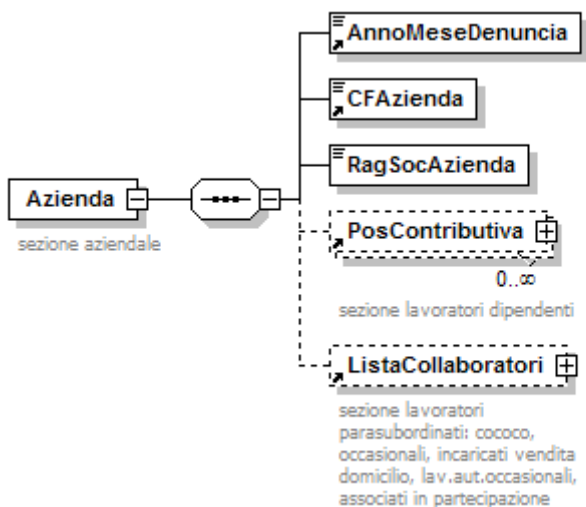 AnnoMeseDenuncia
CFAzienda
RagSocAzienda
Azienda
sezione aziendale
PosContributiva
0..∞
sezione lavoratori dipendenti
ListaCollaboratori
sezione lavoratori
parasubordinati: cococo,
occasionali, incaricati vendita
domicilio, lav.aut.occasionali,
associati in partecipazione